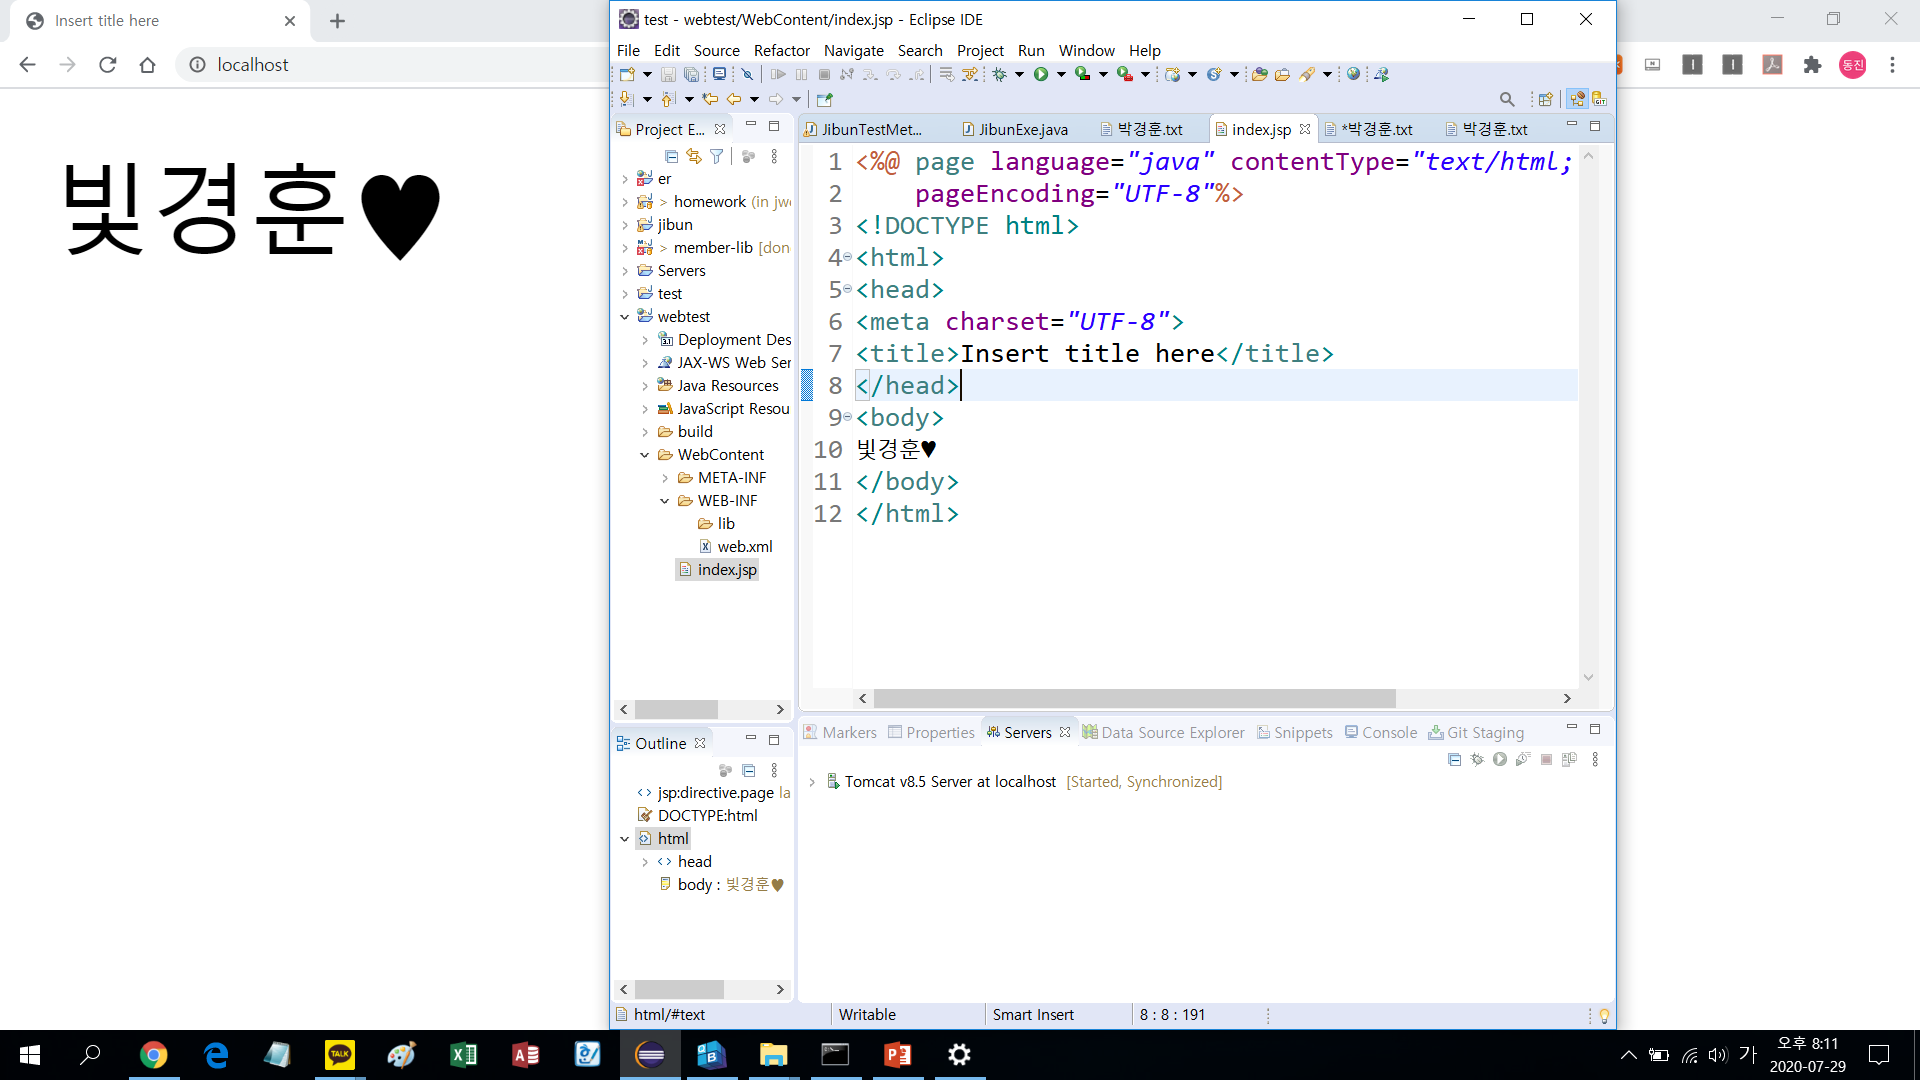 Insert title here
localhost
동진
빛경훈♥
test - webtest/WebContent/index.jsp - Eclipse IDE
File Edit Source Refactor Navigate Search Project Run Window Help
Project E...
er
> homework (in jw
jibun
> member-lib [don
Servers
test
webtest
Deployment Des
JAX-WS Web Ser
Java Resources
JavaScript Resou
build
WebContent
META-INF
WEB-INF
lib
web.xml
index.jsp
JibunTestMet... JibunExe.java 박경훈.txt index.jsp *박경훈.txt 박경훈.txt
1 <%@ page language="java" contentType="text/html;
2 pageEncoding="UTF-8"%>
3 <!DOCTYPE html>
4 <html>
5 <head>
6 <meta charset="UTF-8">
7 <title>Insert title here</title>
8 </head>
9 <body>
10 빛경훈♥
11 </body>
12 </html>
Outline
jsp:directive.page la
DOCTYPE:html
html
head
body : 빛경훈♥
Markers Properties Servers Data Source Explorer Snippets Console Git Staging
Tomcat v8.5 Server at localhost [Started, Synchronized]
html/#text Writable Smart Insert 8 : 8 : 191
TALK
가
오후 8:11
2020-07-29